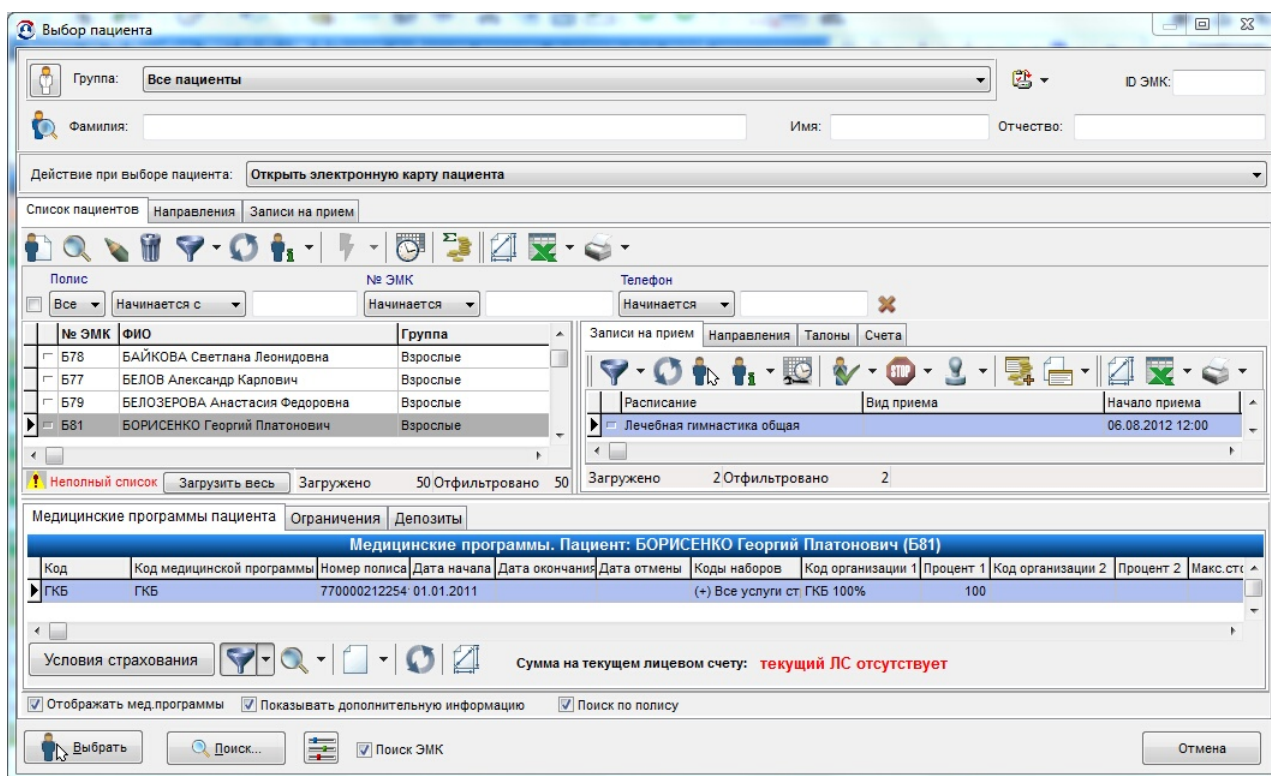 Выбор пациента
Группа: Все пациенты ID ЭМК:
Фамилия: Имя: Отчество:
Действие при выборе пациента: Открыть электронную карту пациента
Список пациентов Направления Записи на прием
Полис № ЭМК Телефон
Все Начинается с Начинается Начинается
№ ЭМК ФИО Группа
Б78 БАЙКОВА Светлана Леонидовна Взрослые
Б77 БЕЛОВ Александр Карлович Взрослые
Б79 БЕЛОЗЕРОВА Анастасия Федоровна Взрослые
Б81 БОРИСЕНКО Георгий Платонович Взрослые
Неполный список Загрузить весь Загружено 50 Отфильтровано 50
Записи на прием Направления Талоны Счета
STOP
Расписание Вид приема Начало приема
Лечебная гимнастика общая 06.08.2012 12:00
Загружено 2 Отфильтровано 2
Медицинские программы пациента Ограничения Депозиты
Медицинские программы. Пациент: БОРИСЕНКО Георгий Платонович (Б81)
Код Код медицинской программы Номер полиса Дата начала Дата окончания Дата отмены Коды наборов Код организации 1 Процент 1 Код организации 2 Процент 2 Макс.сто
ГКБ ГКБ 770000212254 01.01.2011 (+) Все услуги ст ГКБ 100% 100
Условия страхования Сумма на текущем лицевом счету: текущий ЛС отсутствует
Отображать мед.программы Показывать дополнительную информацию Поиск по полису
Выбрать Поиск... Поиск ЭМК Отмена